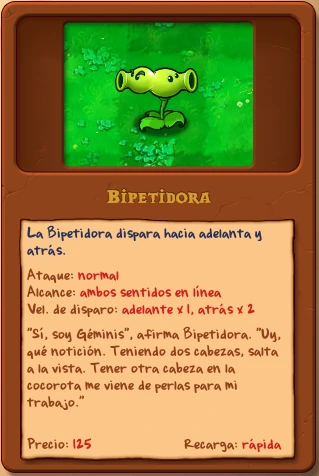 Bipetidora
La Bipetidora dispara hacia adelanta y
atrás.
Ataque: normal
Alcance: ambos sentidos en línea
Vel. de disparo: adelante x 1, atrás x 2
"Sí, soy Géminis", afirma Bipetidora. "Uy,
qué notición. Teniendo dos cabezas, salta
a la vista. Tener otra cabeza en la
cocorota me viene de perlas para mi
trabajo."
Precio: 125 Recarga: rápida